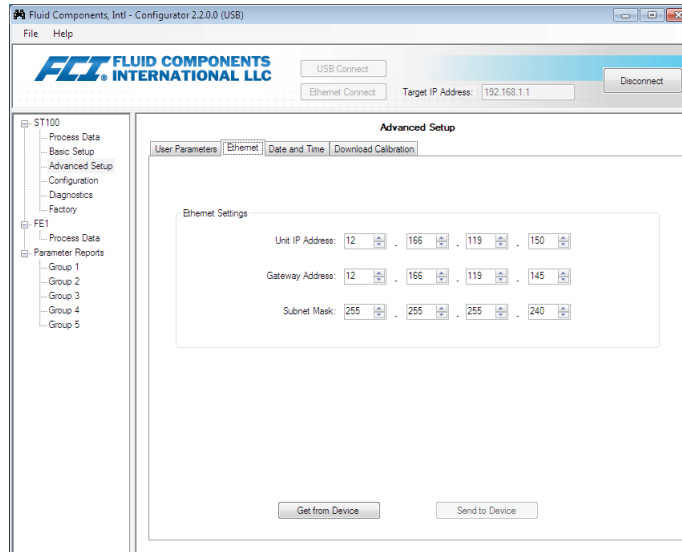 Fluid Components, Intl - Configurator 2.2.0.0 (USB)
File Help
FCI. FLUID COMPONENTS
® INTERNATIONAL LLC
USB Connect
Ethernet Connect
Target IP Address: 192.168.1.1
Disconnect
ST100
Process Data
Basic Setup
Advanced Setup
Configuration
Diagnostics
Factory
FE1
Process Data
Parameter Reports
Group 1
Group 2
Group 3
Group 4
Group 5
Advanced Setup
User Parameters Ethernet Date and Time Download Calibration
Ethernet Settings
Unit IP Address: 12 . 166 . 119 . 150
Gateway Address: 12 . 166 . 119 . 145
Subnet Mask: 255 . 255 . 255 . 240
Get from Device Send to Device